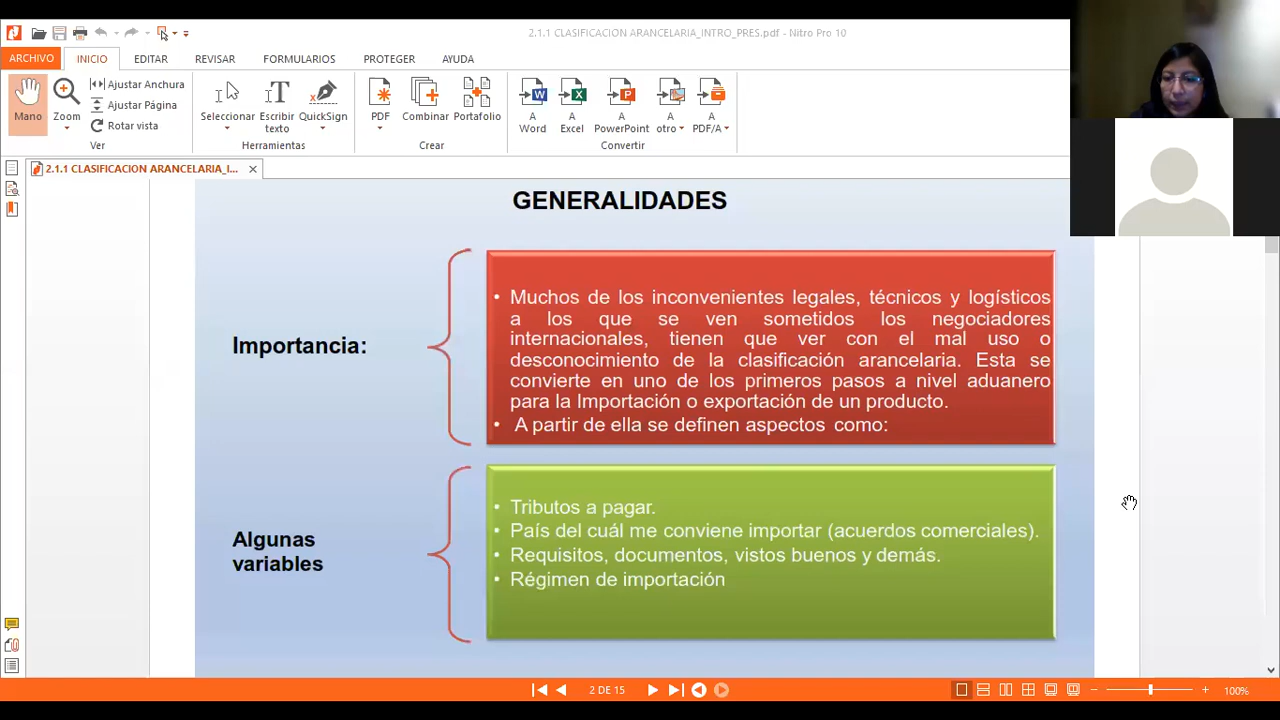 2.1.1 CLASIFICACION ARANCELARIA_INTRO_PRES.pdf - Nitro Pro 10
ARCHIVO INICIO EDITAR REVISAR FORMULARIOS PROTEGER AYUDA
Mano
Zoom
Ajustar Anchura
Ajustar Página
Rotar vista
Ver
Seleccionar
Escribir texto
QuickSign
Herramientas
PDF
Combinar
Portafolio
Crear
A Word
A Excel
A PowerPoint
A otro
A PDF/A
Convertir
2.1.1 CLASIFICACION ARANCELARIA_I...
GENERALIDADES
Importancia:
• Muchos de los inconvenientes legales, técnicos y logísticos
a los que se ven sometidos los negociadores
internacionales, tienen que ver con el mal uso o
desconocimiento de la clasificación arancelaria. Esta se
convierte en uno de los primeros pasos a nivel aduanero
para la Importación o exportación de un producto.
• A partir de ella se definen aspectos como:
Algunas
variables
• Tributos a pagar.
• País del cuál me conviene importar (acuerdos comerciales).
• Requisitos, documentos, vistos buenos y demás.
• Régimen de importación
2 DE 15
100%